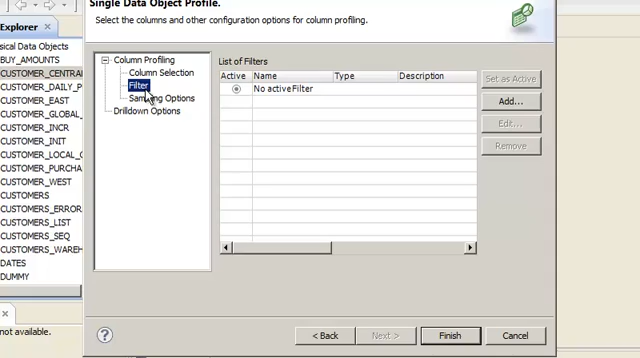 Single Data Object Profile.
Select the columns and other configuration options for column profiling.
Explorer
sical Data Objects
BUY_AMOUNTS
CUSTOMER_CENTRA
CUSTOMER_DAILY_P
CUSTOMER_EAST
CUSTOMER_GLOBAL_
CUSTOMER_INCR
CUSTOMER_INIT
CUSTOMER_LOCAL_C
CUSTOMER_PURCHA
CUSTOMER_WEST
CUSTOMERS
CUSTOMERS_ERROR
CUSTOMERS_LIST
CUSTOMERS_SEQ
CUSTOMERS_WAREH
DATES
DUMMY
not available.
Column Profiling
Column Selection
Filter
Sampling Options
Drilldown Options
List of Filters
Active Name Type Description
No active Filter
Set as Active
Add...
Edit...
Remove
< Back
Next >
Finish
Cancel